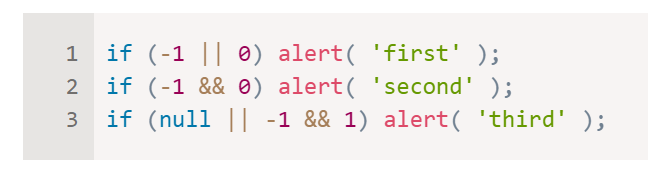 1 if (-1 || 0) alert( 'first' );
2 if (-1 && 0) alert( 'second' );
3 if (null || -1 && 1) alert( 'third' );